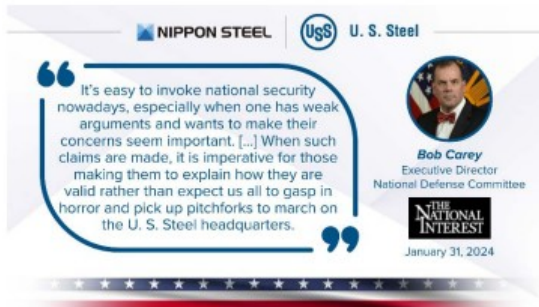 NIPPON STEEL
USS U. S. Steel
It's easy to invoke national security
nowadays, especially when one has weak
arguments and wants to make their
concerns seem important. [...] When such
claims are made, it is imperative for those
making them to explain how they are
valid rather than expect us all to gasp in
horror and pick up pitchforks to march on
the U. S. Steel headquarters.
Bob Carey
Executive Director
National Defense Committee
THE
NATIONAL
INTEREST
January 31, 2024